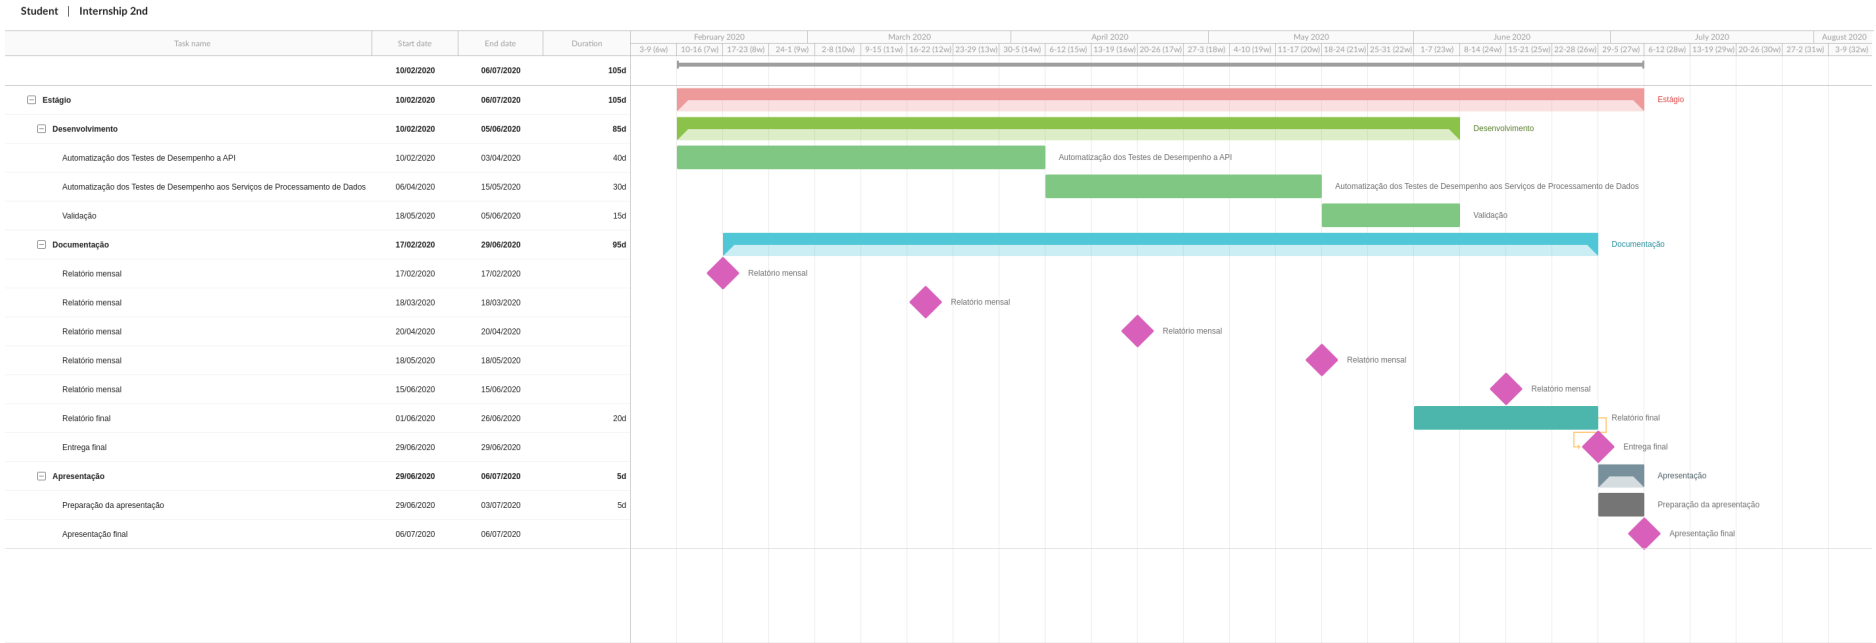 Student | Internship 2nd
Task name Start date End date Duration
February 2020 March 2020 April 2020 May 2020 June 2020 July 2020 August 2020
3-9 (6w) 10-16 (7w) 17-23 (8w) 24-1 (9w) 2-8 (10w) 9-15 (11w) 16-22 (12w) 23-29 (13w) 30-5 (14w) 6-12 (15w) 13-19 (16w) 20-26 (17w) 27-3 (18w) 4-10 (19w) 11-17 (20w) 18-24 (21w) 25-31 (22w) 1-7 (23w) 8-14 (24w) 15-21 (25w) 22-28 (26w) 29-5 (27w) 6-12 (28w) 13-19 (29w) 20-26 (30w) 27-2 (31w) 3-9 (32w)
10/02/2020 06/07/2020 105d
Estágio 10/02/2020 06/07/2020 105d Estágio
Desenvolvimento 10/02/2020 05/06/2020 85d Desenvolvimento
Automatização dos Testes de Desempenho a API 10/02/2020 03/04/2020 40d Automatização dos Testes de Desempenho a API
Automatização dos Testes de Desempenho aos Serviços de Processamento de Dados 06/04/2020 15/05/2020 30d Automatização dos Testes de Desempenho aos Serviços de Processamento de Dados
Validação 18/05/2020 05/06/2020 15d Validação
Documentação 17/02/2020 29/06/2020 95d Documentação
Relatório mensal 17/02/2020 17/02/2020 Relatório mensal
Relatório mensal 18/03/2020 18/03/2020 Relatório mensal
Relatório mensal 20/04/2020 20/04/2020 Relatório mensal
Relatório mensal 18/05/2020 18/05/2020 Relatório mensal
Relatório mensal 15/06/2020 15/06/2020 Relatório mensal
Relatório final 01/06/2020 26/06/2020 20d Relatório final
Entrega final 29/06/2020 29/06/2020 Entrega final
Apresentação 29/06/2020 06/07/2020 5d Apresentação
Preparação da apresentação 29/06/2020 03/07/2020 5d Preparação da apresentação
Apresentação final 06/07/2020 06/07/2020 Apresentação final